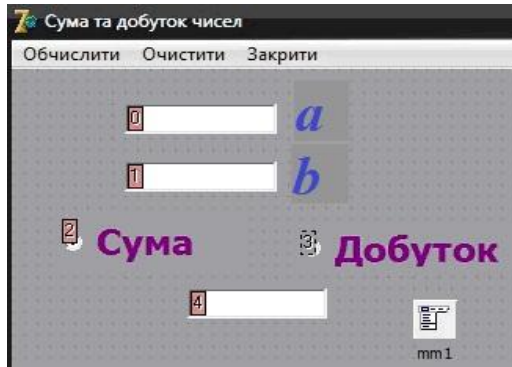 Сума та добуток чисел
Обчислити Очистити Закрити
0 a
1 b
2 Сума 3 Добуток
4
mm1